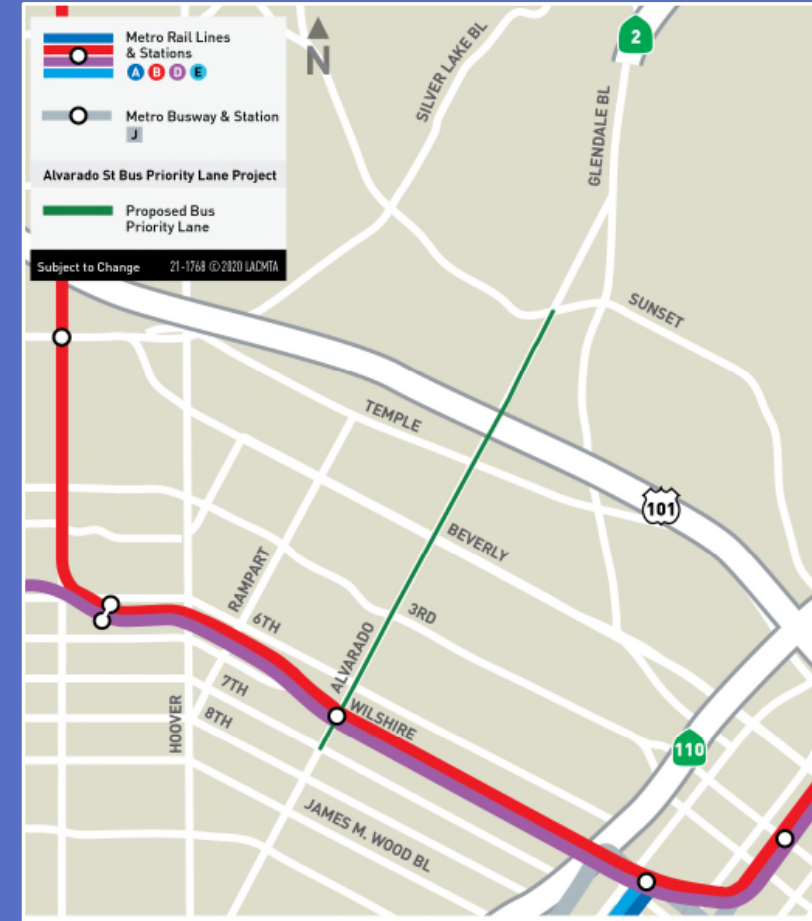 Metro Rail Lines
& Stations
A B D E
Metro Busway & Station
J
Alvarado St Bus Priority Lane Project
Proposed Bus
Priority Lane
Subject to Change 21-1768 ©2020 LACMTA
N
SILVER LAKE BL
2
GLENDALE BL
SUNSET
TEMPLE
101
BEVERLY
RAMPART
3RD
6TH
ALVARADO
7TH
WILSHIRE
8TH
HOOVER
110
JAMES M. WOOD BL